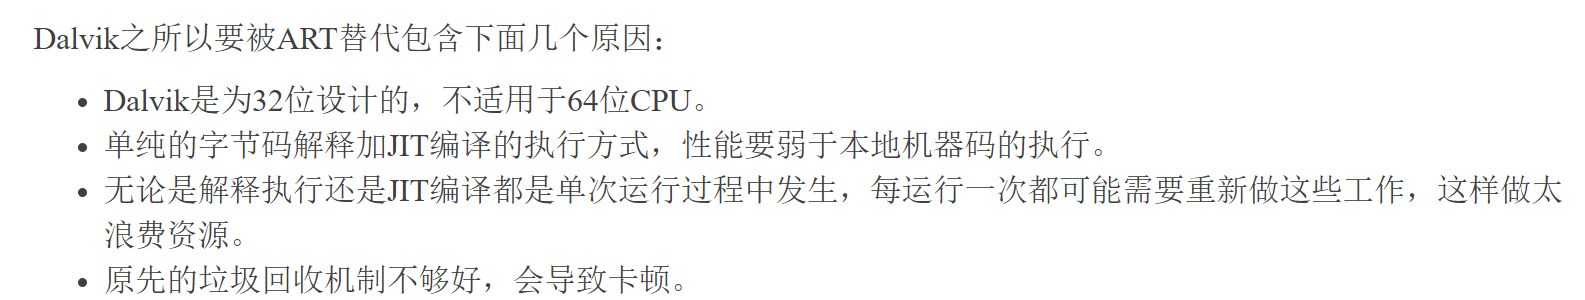 Dalvik之所以要被ART替代包含下面几个原因：
• Dalvik是为32位设计的，不适用于64位CPU。
• 单纯的字节码解释加JIT编译的执行方式，性能要弱于本地机器码的执行。
• 无论是解释执行还是JIT编译都是单次运行过程中发生，每运行一次都可能需要重新做这些工作，这样做太
浪费资源。
• 原先的垃圾回收机制不够好，会导致卡顿。